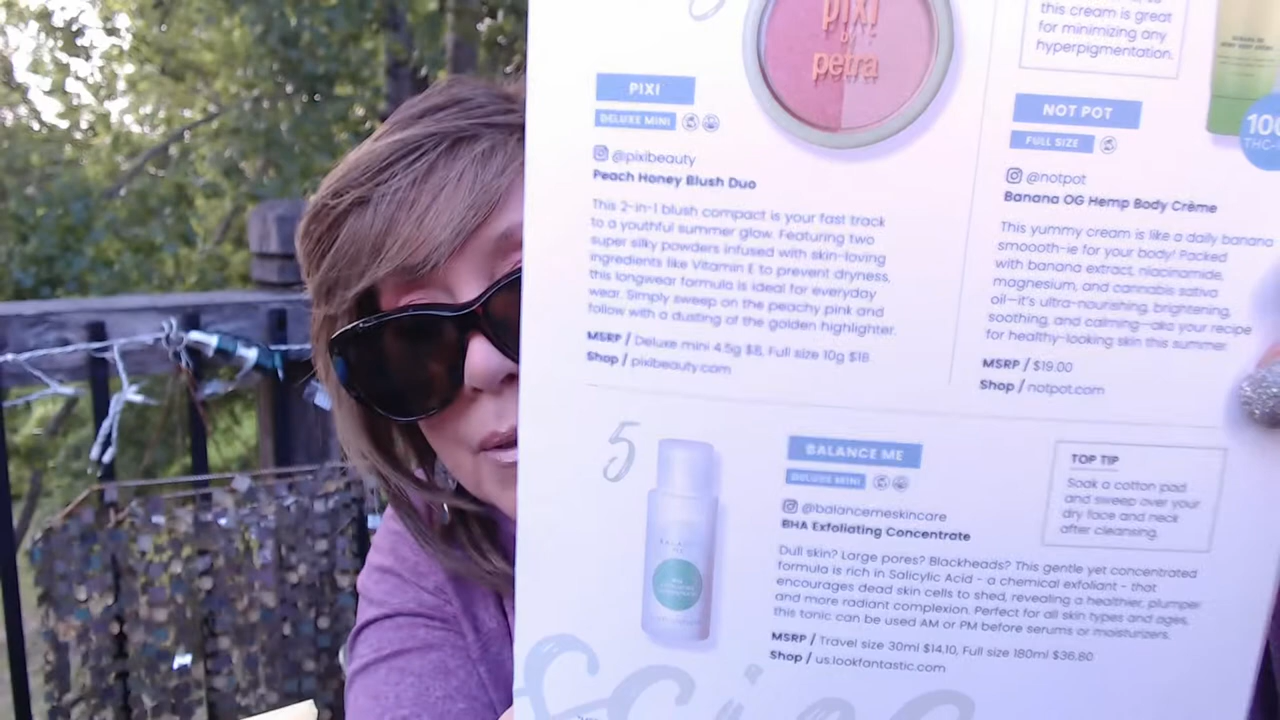 pixi
by
petra
PIXI
DELUXE MINI
@pixibeauty
Peach Honey Blush Duo
This 2-in-1 blush compact is your fast track
to a youthful summer glow. Featuring two
super silky powders infused with skin-loving
ingredients like Vitamin E to prevent dryness,
this longwear formula is ideal for everyday
wear. Simply sweep on the peachy pink and
follow with a dusting of the golden highlighter.
MSRP / Deluxe mini 4.5g $8, Full size 10g $18
Shop / pixibeauty.com
this cream is great
for minimizing any
hyperpigmentation.
NOT POT
FULL SIZE
@notpot
Banana OG Hemp Body Crème
This yummy cream is like a daily banana
smoooth-ie for your body! Packed
with banana extract, niacinamide,
magnesium, and cannabis sativa
oil—it's ultra-nourishing, brightening,
soothing, and calming—aka your recipe
for healthy-looking skin this summer.
MSRP / $19.00
Shop / notpot.com
5
BALANCE ME
DELUXE MINI
@balancemeskincare
BHA Exfoliating Concentrate
Dull skin? Large pores? Blackheads? This gentle yet concentrated
formula is rich in Salicylic Acid - a chemical exfoliant - that
encourages dead skin cells to shed, revealing a healthier, plumper
and more radiant complexion. Perfect for all skin types and ages,
this tonic can be used AM or PM before serums or moisturizers.
MSRP / Travel size 30ml $14.10, Full size 180ml $36.80
Shop / us.lookfantastic.com
TOP TIP
Soak a cotton pad
and sweep over your
dry face and neck
after cleansing.